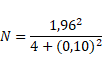 N = 1,96² / 4 + (0,10)²